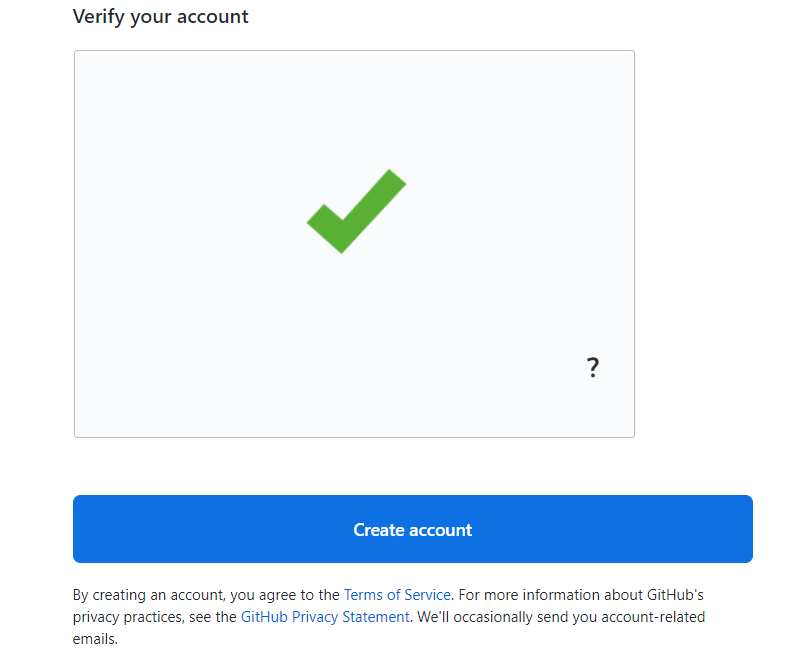 Verify your account
?
Create account
By creating an account, you agree to the Terms of Service. For more information about GitHub's
privacy practices, see the GitHub Privacy Statement. We'll occasionally send you account-related
emails.